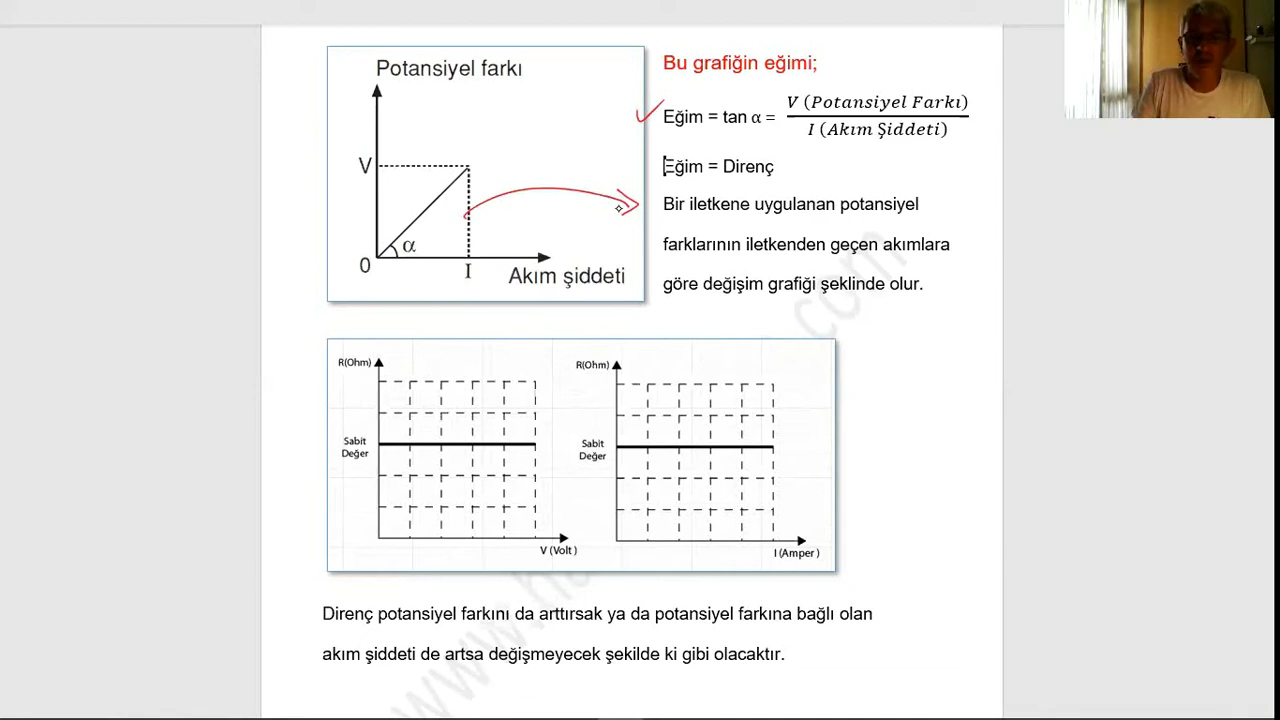 Potansiyel farkı
V
α
0
I
Akım şiddeti
Bu grafiğin eğimi;
Eğim = tan α = V (Potansiyel Farkı)
I (Akım Şiddeti)
Eğim = Direnç
Bir iletkene uygulanan potansiyel
farklarının iletkenden geçen akımlara
göre değişim grafiği şeklinde olur.
R(Ohm)
Sabit
Değer
V (Volt )
R(Ohm)
Sabit
Değer
I (Amper )
Direnç potansiyel farkını da arttırsak ya da potansiyel farkına bağlı olan
akım şiddeti de artsa değişmeyecek şekilde ki gibi olacaktır.